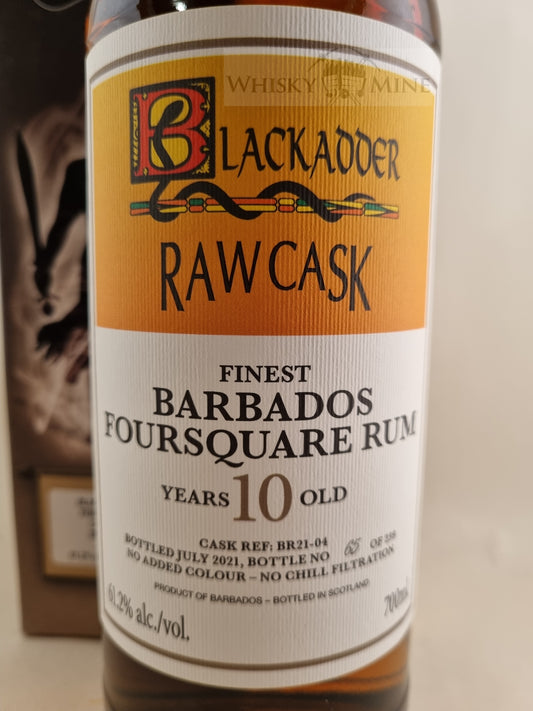 WHISKY MINE
BLACKADDER
RAW CASK
FINEST
BARBADOS
FOURSQUARE RUM
YEARS 10 OLD
CASK REF: BR21-04
BOTTLED JULY 2021, BOTTLE NO 65 OF 238
NO ADDED COLOUR – NO CHILL FILTRATION
PRODUCT OF BARBADOS – BOTTLED IN SCOTLAND
61.2% alc./vol.
700ml.